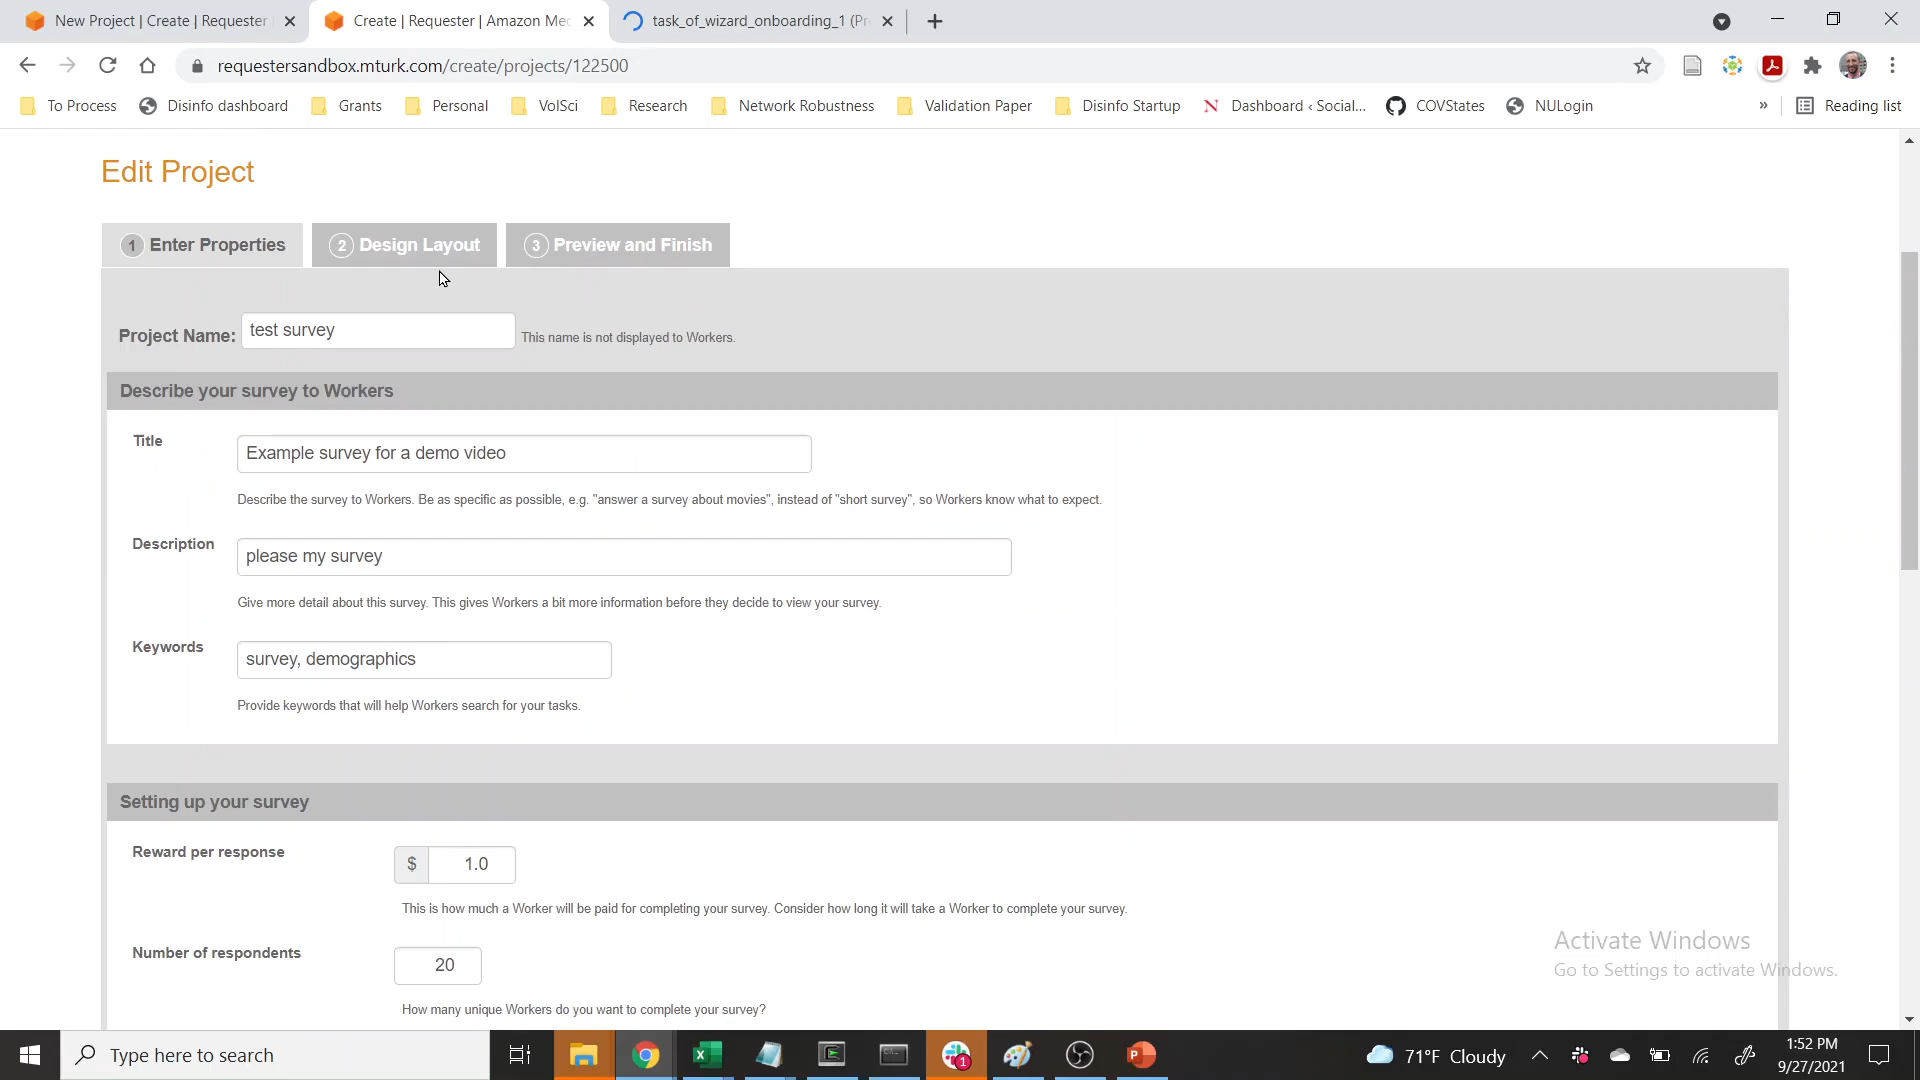 New Project | Create | Requester
Create | Requester | Amazon Mec
task_of_wizard_onboarding_1 (Pr
requestersandbox.mturk.com/create/projects/122500
To Process
Disinfo dashboard
Grants
Personal
VolSci
Research
Network Robustness
Validation Paper
Disinfo Startup
Dashboard ‹ Social...
COVStates
NULogin
»
Reading list
Edit Project
1 Enter Properties
2 Design Layout
3 Preview and Finish
Project Name: test survey This name is not displayed to Workers.
Describe your survey to Workers
Title Example survey for a demo video
Describe the survey to Workers. Be as specific as possible, e.g. "answer a survey about movies", instead of "short survey", so Workers know what to expect.
Description please my survey
Give more detail about this survey. This gives Workers a bit more information before they decide to view your survey.
Keywords survey, demographics
Provide keywords that will help Workers search for your tasks.
Setting up your survey
Reward per response $ 1.0
This is how much a Worker will be paid for completing your survey. Consider how long it will take a Worker to complete your survey.
Number of respondents 20
How many unique Workers do you want to complete your survey?
Activate Windows
Go to Settings to activate Windows.
Type here to search
1
71°F Cloudy
1:52 PM
9/27/2021